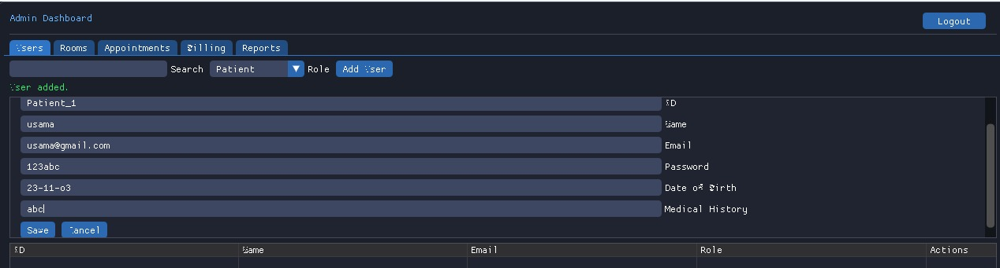 Admin Dashboard
Logout
Users Rooms Appointments Billing Reports
Search Patient Role Add User
User added.
Patient_1 ID
usama Name
usama@gmail.com Email
123abc Password
23-11-o3 Date of Birth
abc Medical History
Save Cancel
ID Name Email Role Actions